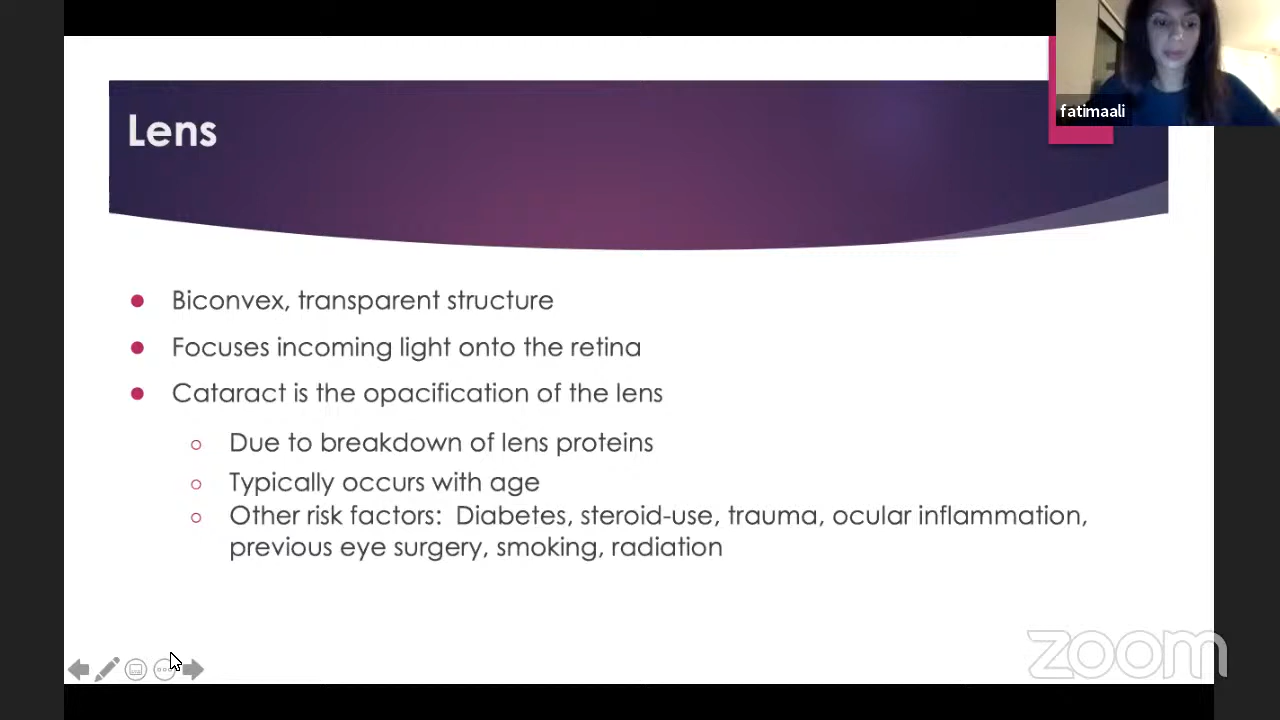 Lens
fatimaali
● Biconvex, transparent structure
● Focuses incoming light onto the retina
● Cataract is the opacification of the lens
○ Due to breakdown of lens proteins
○ Typically occurs with age
○ Other risk factors:  Diabetes, steroid-use, trauma, ocular inflammation,
previous eye surgery, smoking, radiation
zoom